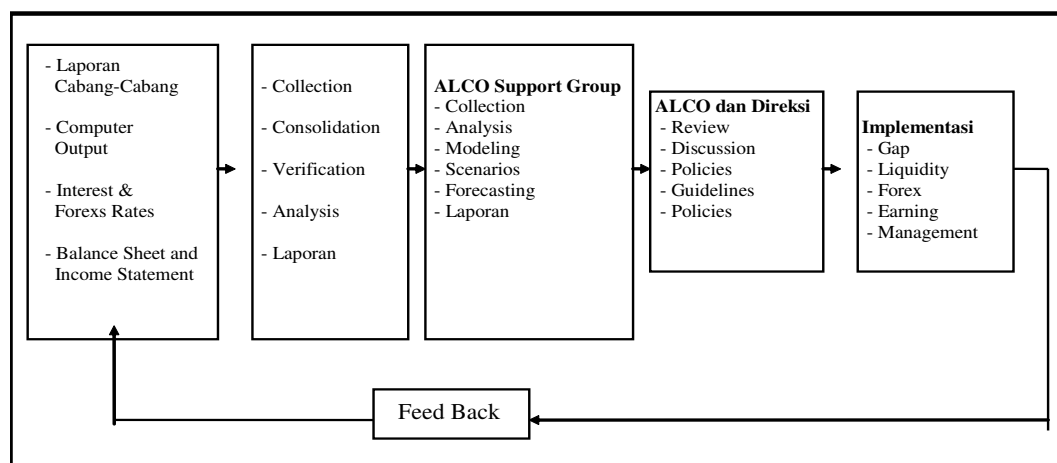 - Laporan
Cabang-Cabang
- Computer
Output
- Interest &
Forexs Rates
- Balance Sheet and
Income Statement
- Collection
- Consolidation
- Verification
- Analysis
- Laporan
ALCO Support Group
- Collection
- Analysis
- Modeling
- Scenarios
- Forecasting
- Laporan
ALCO dan Direksi
- Review
- Discussion
- Policies
- Guidelines
- Policies
Implementasi
- Gap
- Liquidity
- Forex
- Earning
- Management
Feed Back